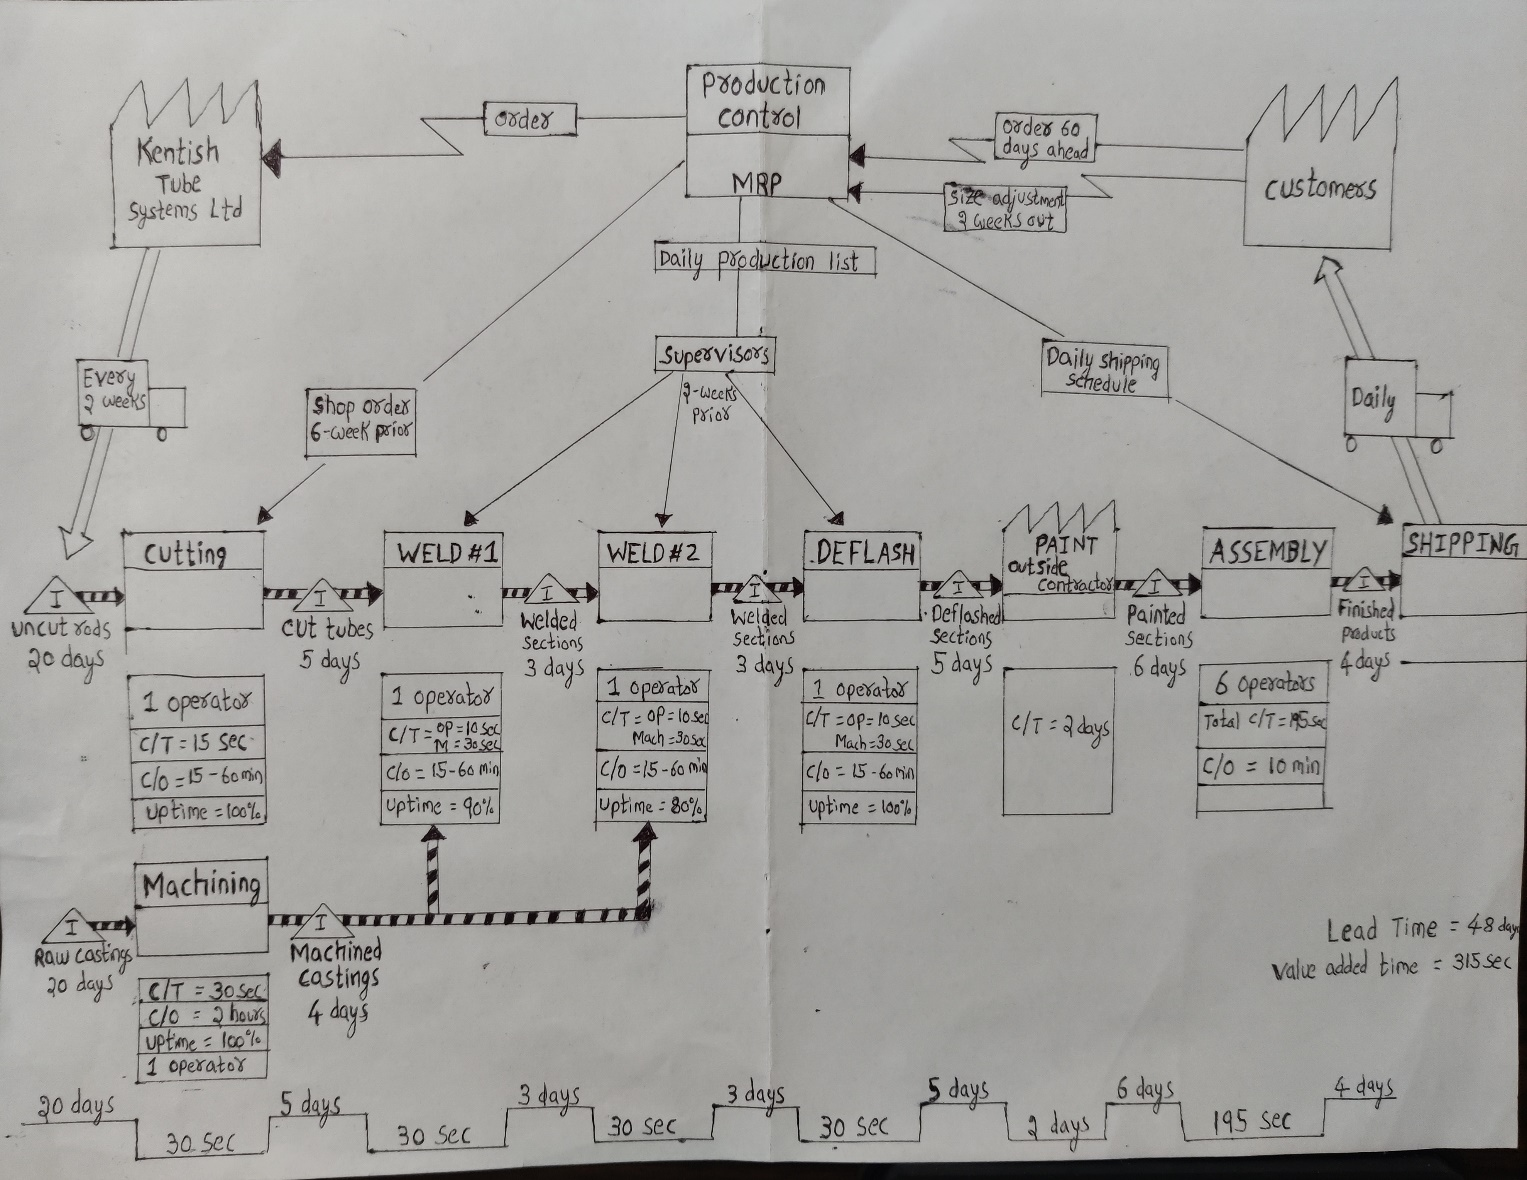 Production
control
MRP
order
Kentish
Tube
Systems Ltd
order 60
days ahead
Size adjustment
2 weeks out
customers
Daily production list
Supervisors
2-weeks
prior
Every
2 weeks
Shop order
6-week prior
Daily shipping
schedule
Daily
Cutting
WELD #1
WELD #2
DEFLASH
PAINT
outside
contractor
ASSEMBLY
SHIPPING
I
uncut rods
20 days
I
cut tubes
5 days
I
Welded
sections
3 days
I
Welded
sections
3 days
I
Deflashed
sections
5 days
I
Painted
sections
6 days
I
Finished
products
4 days
1 operator
C/T = 15 sec
C/O = 15-60 min
Uptime = 100%
1 operator
C/T = OP = 10 sec
M = 30 sec
C/O = 15-60 min
Uptime = 90%
1 operator
C/T = OP = 10 sec
Mach = 30 sec
C/O = 15-60 min
Uptime = 80%
1 operator
C/T = OP = 10 sec
Mach = 30 sec
C/O = 15-60 min
Uptime = 100%
C/T = 2 days
6 operators
Total C/T = 195 sec
C/O = 10 min
Machining
I
Raw castings
20 days
I
Machined
castings
4 days
C/T = 30 sec
C/O = 2 hours
Uptime = 100%
1 operator
Lead Time = 48 days
Value added time = 315 sec
20 days
30 sec
5 days
30 sec
3 days
30 sec
3 days
30 sec
5 days
2 days
6 days
195 sec
4 days